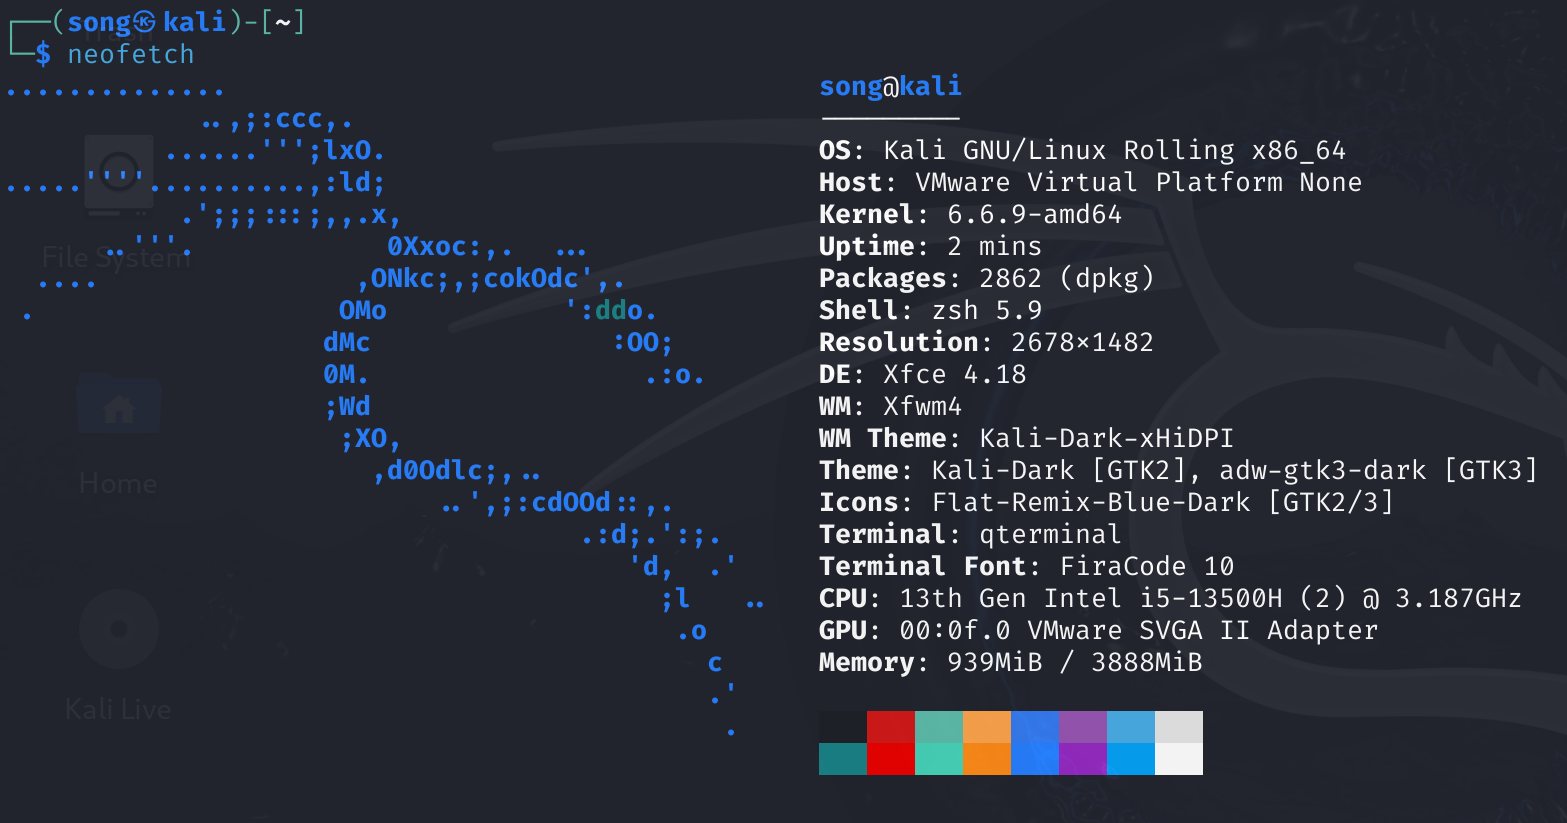 ┌──(song㉿kali)-[~]
└─$ neofetch
..............
            ..,;:ccc,.
          ......''';lxO.
.....''''..........,:ld;
           .';;;:::;,,.x,
      ..'''.            0Xxoc:,.  ...
  ....                ,ONkc;,;cokOdc',.
 .                   OMo           ':ddo.
                    dMc               :OO;
                    0M.                 .:o.
                    ;Wd
                     ;XO,
                       ,d0Odlc;,..
                           ..',;:cdOOd::,.
                                    .:d;.':;.
                                       'd,  .'
                                         ;l   ..
                                          .o
                                            c
                                            .'
                                             .
song@kali
---------
OS: Kali GNU/Linux Rolling x86_64
Host: VMware Virtual Platform None
Kernel: 6.6.9-amd64
Uptime: 2 mins
Packages: 2862 (dpkg)
Shell: zsh 5.9
Resolution: 2678x1482
DE: Xfce 4.18
WM: Xfwm4
WM Theme: Kali-Dark-xHiDPI
Theme: Kali-Dark [GTK2], adw-gtk3-dark [GTK3]
Icons: Flat-Remix-Blue-Dark [GTK2/3]
Terminal: qterminal
Terminal Font: FiraCode 10
CPU: 13th Gen Intel i5-13500H (2) @ 3.187GHz
GPU: 00:0f.0 VMware SVGA II Adapter
Memory: 939MiB / 3888MiB
Trash
File System
Home
Kali Live